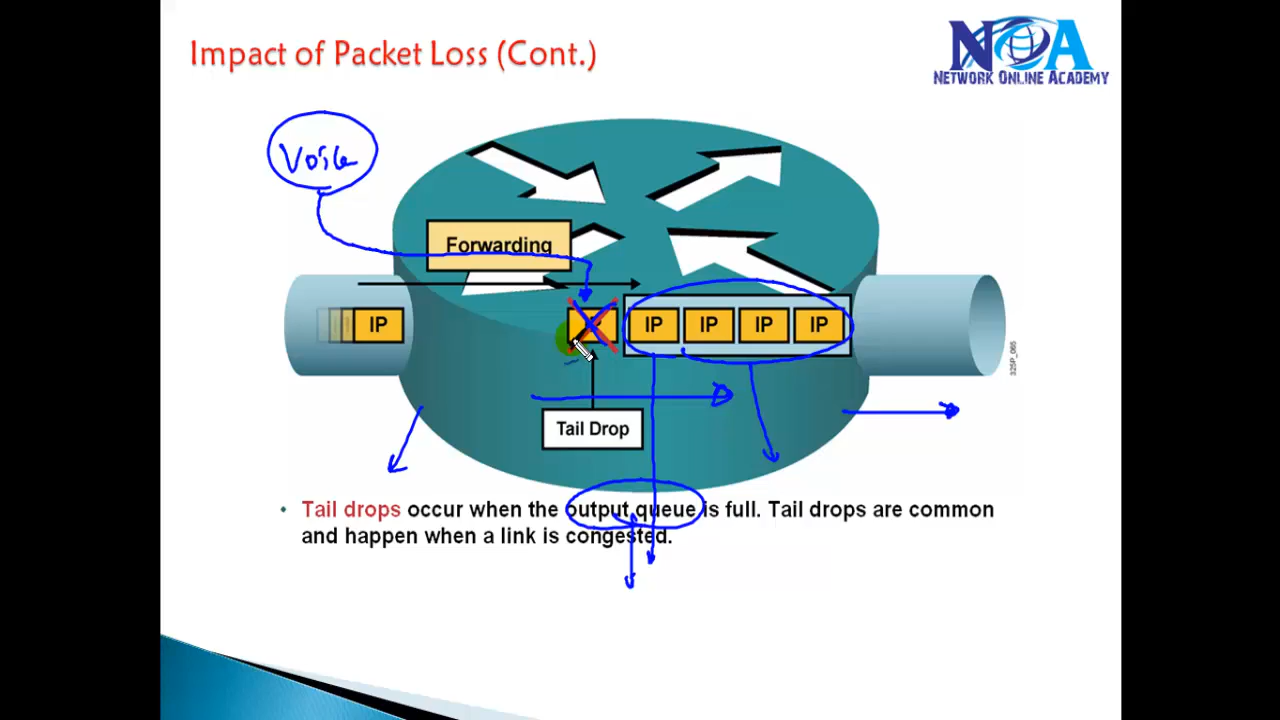 Impact of Packet Loss (Cont.)
NOA
NETWORK ONLINE ACADEMY
Voice
Forwarding
IP
IP IP IP IP
325P_065
Tail Drop
• Tail drops occur when the output queue is full. Tail drops are common
and happen when a link is congested.